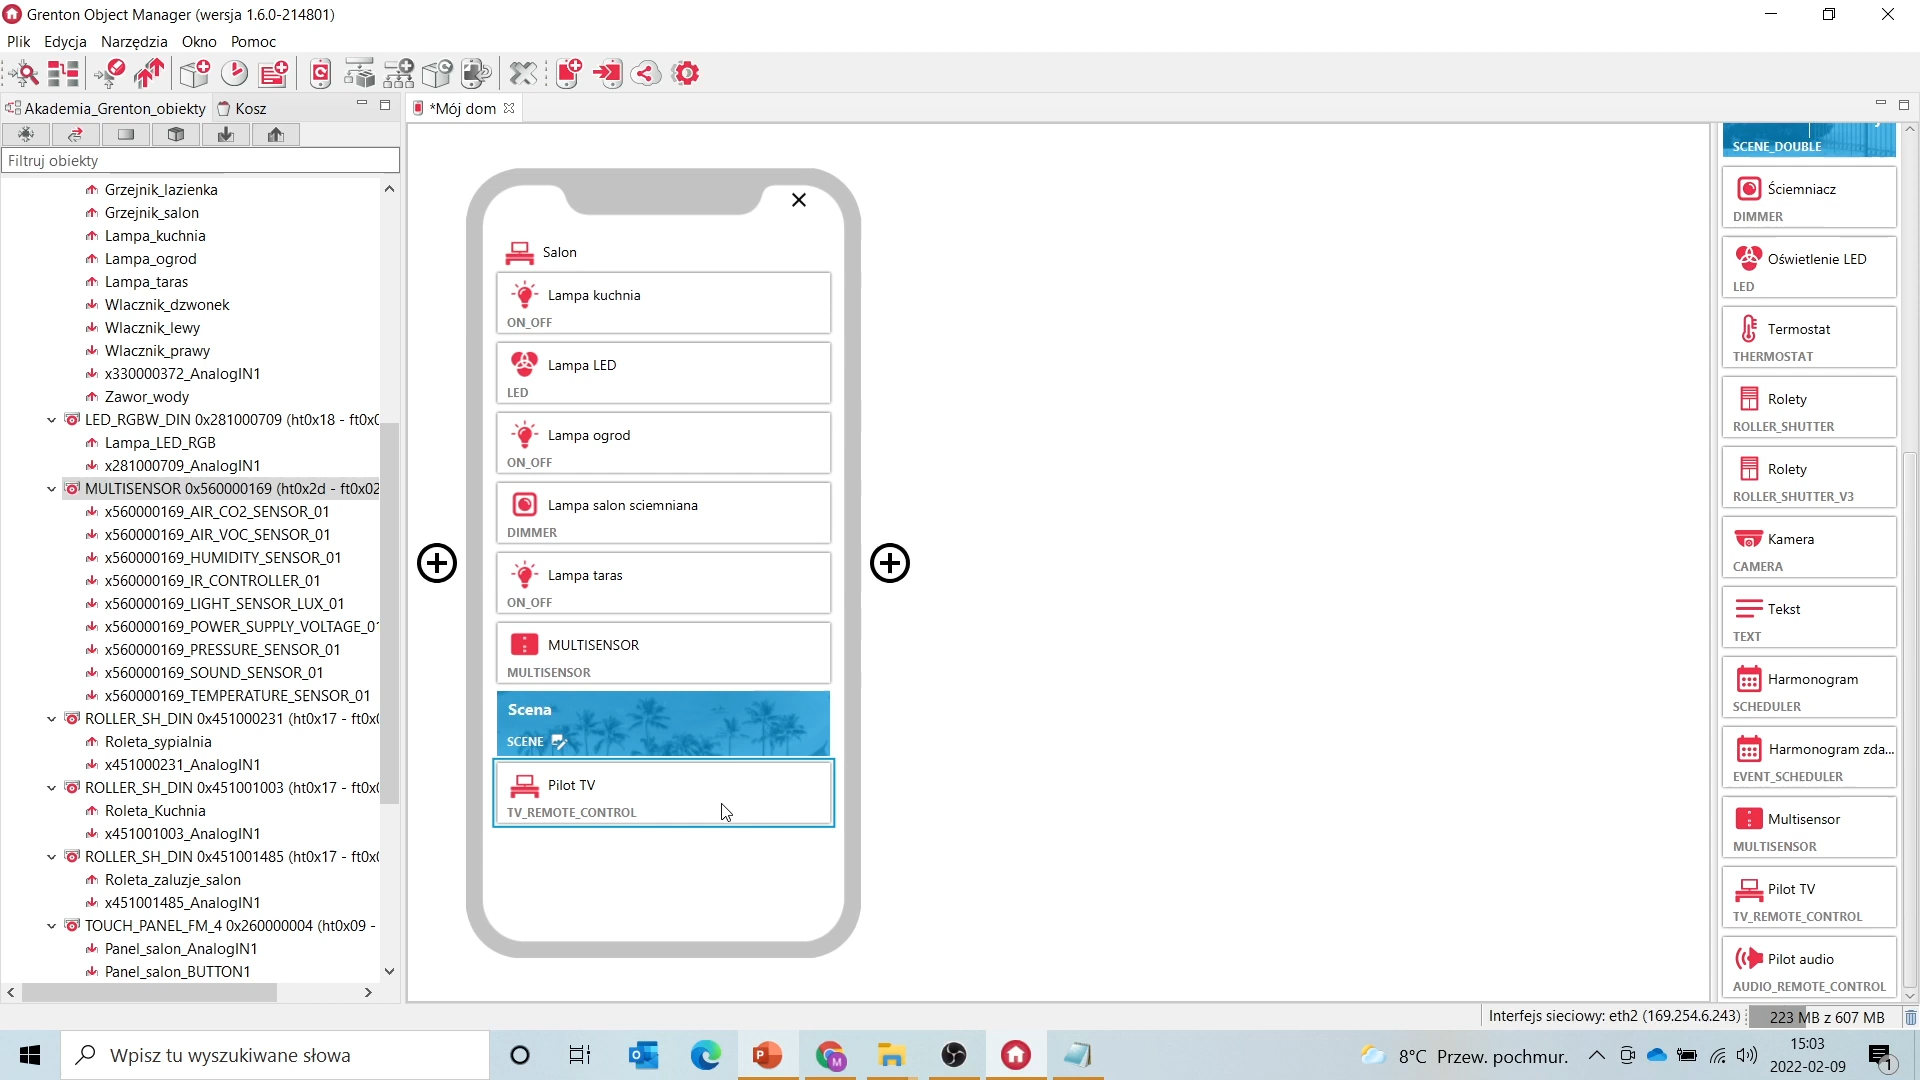 Grenton Object Manager (wersja 1.6.0-214801)
Plik Edycja Narzędzia Okno Pomoc
Akademia_Grenton_obiekty Kosz
*Mój dom
Filtruj obiekty
Grzejnik_lazienka
Grzejnik_salon
Lampa_kuchnia
Lampa_ogrod
Lampa_taras
Wlacznik_dzwonek
Wlacznik_lewy
Wlacznik_prawy
x330000372_AnalogIN1
Zawor_wody
LED_RGBW_DIN 0x281000709 (ht0x18 - ft0x0
Lampa_LED_RGB
x281000709_AnalogIN1
MULTISENSOR 0x560000169 (ht0x2d - ft0x02
x560000169_AIR_CO2_SENSOR_01
x560000169_AIR_VOC_SENSOR_01
x560000169_HUMIDITY_SENSOR_01
x560000169_IR_CONTROLLER_01
x560000169_LIGHT_SENSOR_LUX_01
x560000169_POWER_SUPPLY_VOLTAGE_01
x560000169_PRESSURE_SENSOR_01
x560000169_SOUND_SENSOR_01
x560000169_TEMPERATURE_SENSOR_01
ROLLER_SH_DIN 0x451000231 (ht0x17 - ft0x0
Roleta_sypialnia
x451000231_AnalogIN1
ROLLER_SH_DIN 0x451001003 (ht0x17 - ft0x0
Roleta_Kuchnia
x451001003_AnalogIN1
ROLLER_SH_DIN 0x451001485 (ht0x17 - ft0x0
Roleta_zaluzje_salon
x451001485_AnalogIN1
TOUCH_PANEL_FM_4 0x260000004 (ht0x09 -
Panel_salon_AnalogIN1
Panel_salon_BUTTON1
Salon
Lampa kuchnia
ON_OFF
Lampa LED
LED
Lampa ogrod
ON_OFF
Lampa salon sciemniana
DIMMER
Lampa taras
ON_OFF
MULTISENSOR
MULTISENSOR
Scena
SCENE
Pilot TV
TV_REMOTE_CONTROL
SCENE_DOUBLE
Ściemniacz
DIMMER
Oświetlenie LED
LED
Termostat
THERMOSTAT
Rolety
ROLLER_SHUTTER
Rolety
ROLLER_SHUTTER_V3
Kamera
CAMERA
Tekst
TEXT
Harmonogram
SCHEDULER
Harmonogram zda...
EVENT_SCHEDULER
Multisensor
MULTISENSOR
Pilot TV
TV_REMOTE_CONTROL
Pilot audio
AUDIO_REMOTE_CONTROL
Interfejs sieciowy: eth2 (169.254.6.243) 223 MB z 607 MB
Wpisz tu wyszukiwane słowa
8°C Przew. pochmur.
15:03
2022-02-09
1